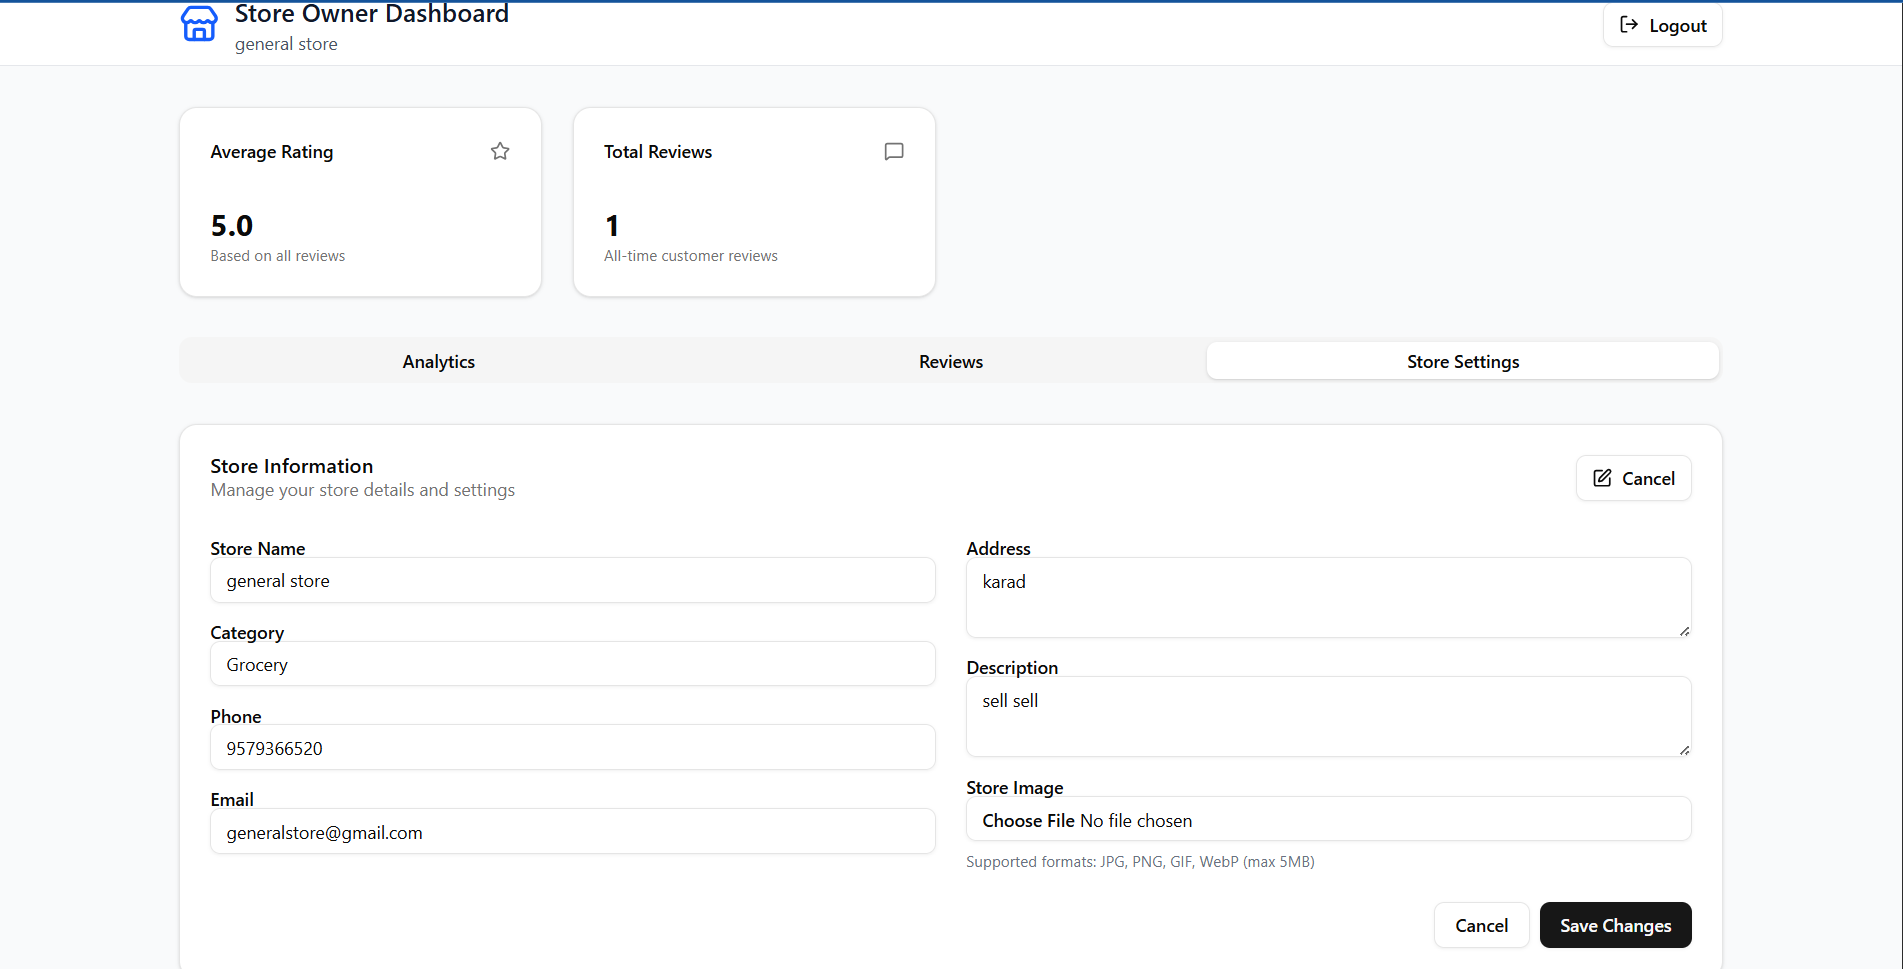 Store Owner Dashboard
general store
Logout
Average Rating
5.0
Based on all reviews
Total Reviews
1
All-time customer reviews
Analytics
Reviews
Store Settings
Store Information
Manage your store details and settings
Cancel
Store Name
general store
Category
Grocery
Phone
9579366520
Email
generalstore@gmail.com
Address
karad
Description
sell sell
Store Image
Choose File No file chosen
Supported formats: JPG, PNG, GIF, WebP (max 5MB)
Cancel
Save Changes